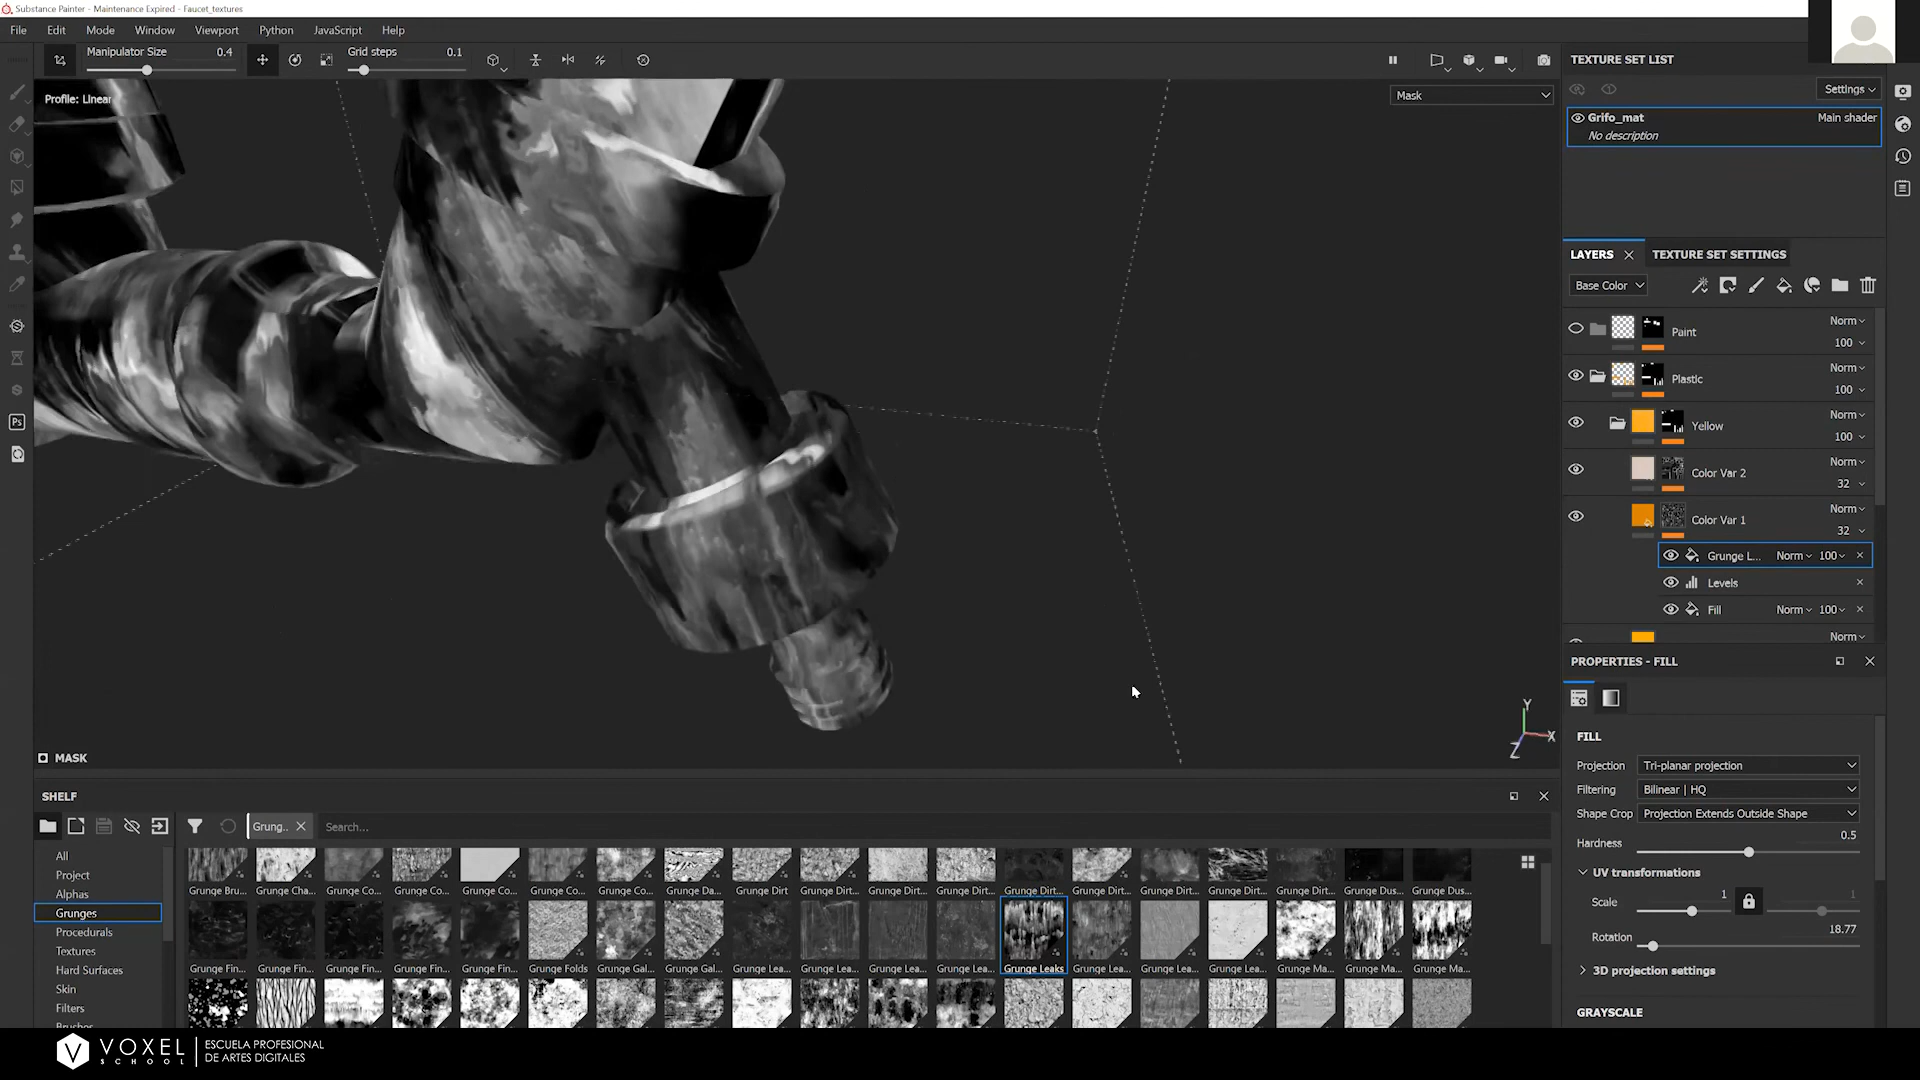 Substance Painter - Maintenance Expired - Faucet_textures
File Edit Mode Window Viewport Python JavaScript Help
Manipulator Size 0.4
Grid steps 0.1
Profile: Linear
Mask
MASK
TEXTURE SET LIST
Settings
Grifo_mat Main shader
No description
LAYERS
TEXTURE SET SETTINGS
Base Color
Paint Norm 100
Plastic Norm 100
Yellow Norm 100
Color Var 2 Norm 32
Color Var 1 Norm 32
Grunge L... Norm 100
Levels
Fill Norm 100
Norm
PROPERTIES - FILL
FILL
Projection Tri-planar projection
Filtering Bilinear | HQ
Shape Crop Projection Extends Outside Shape
Hardness 0.5
UV transformations
Scale 1 1
Rotation 18.77
3D projection settings
GRAYSCALE
SHELF
Grung..
Search...
All
Project
Alphas
Grunges
Procedurals
Textures
Hard Surfaces
Skin
Filters
Brushes
Grunge Bru... Grunge Cha... Grunge Co... Grunge Co... Grunge Co... Grunge Co... Grunge Co... Grunge Da... Grunge Dirt Grunge Dirt... Grunge Dirt... Grunge Dirt... Grunge Dirt... Grunge Dirt... Grunge Dirt... Grunge Dirt... Grunge Dirt... Grunge Dus... Grunge Dus...
Grunge Fin... Grunge Fin... Grunge Fin... Grunge Fin... Grunge Fin... Grunge Folds Grunge Gal... Grunge Gal... Grunge Lea... Grunge Lea... Grunge Lea... Grunge Lea... Grunge Leaks Grunge Lea... Grunge Lea... Grunge Lea... Grunge Ma... Grunge Ma... Grunge Ma...
Ps
Y
X
Z
VOXEL
SCHOOL
ESCUELA PROFESIONAL
DE ARTES DIGITALES